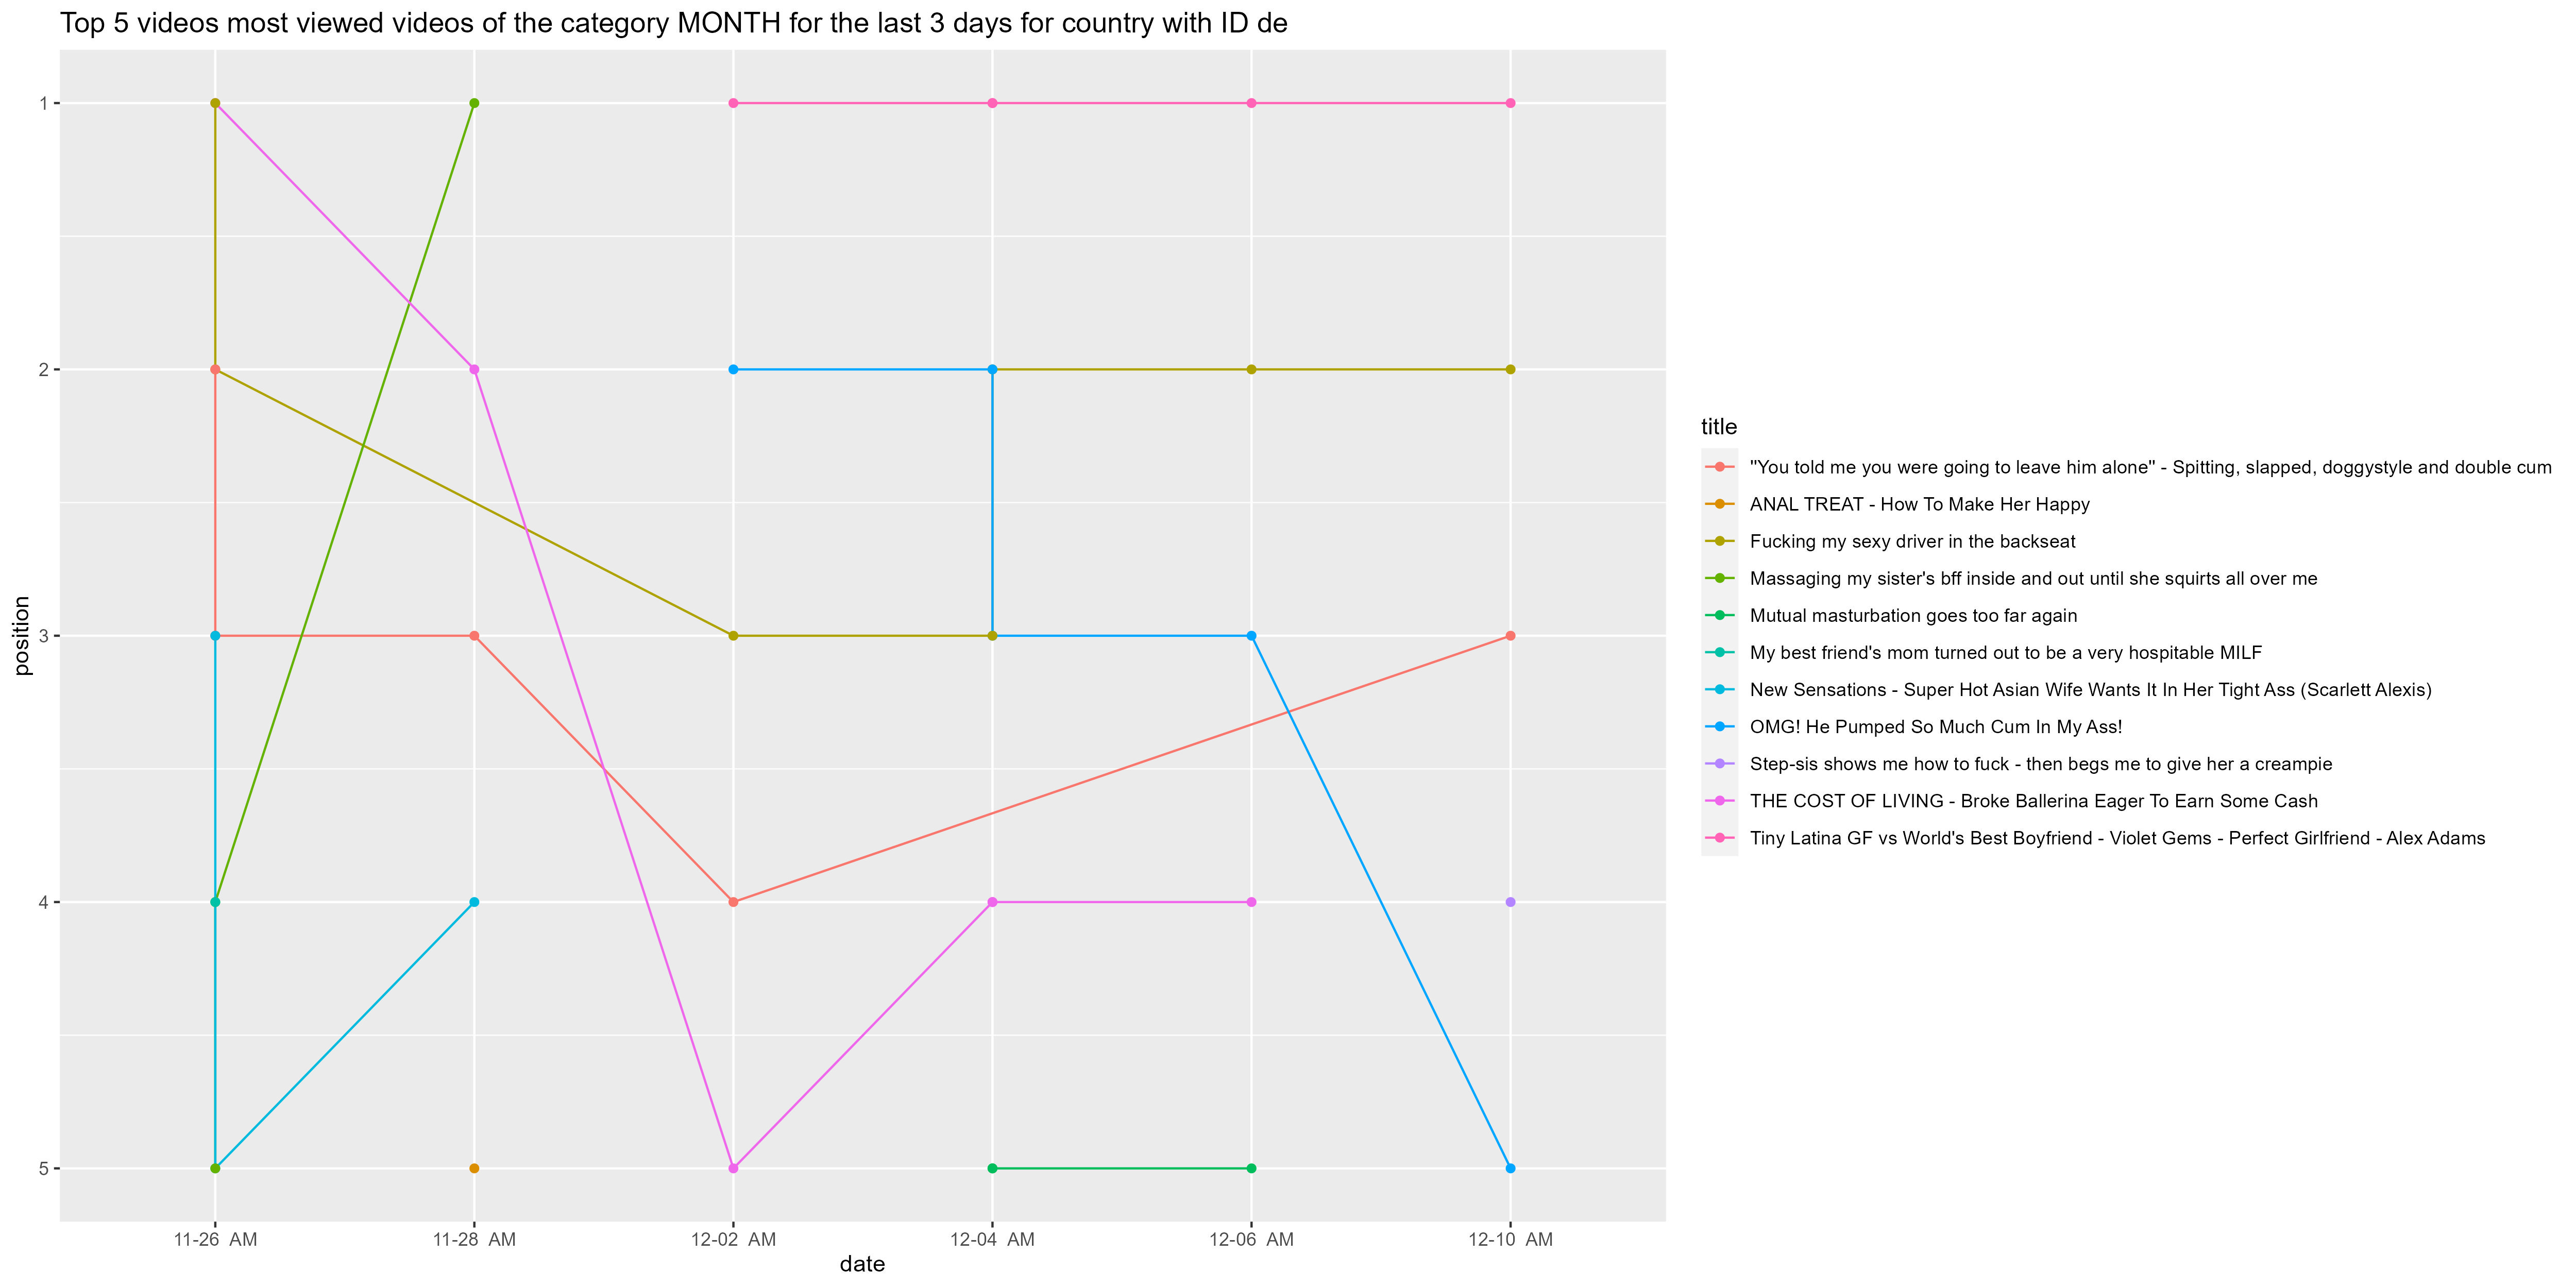 Top 5 videos most viewed videos of the category MONTH for the last 3 days for country with ID de
position
1
2
3
4
5
11-26 AM
11-28 AM
12-02 AM
12-04 AM
12-06 AM
12-10 AM
date
title
"You told me you were going to leave him alone" - Spitting, slapped, doggystyle and double cum
ANAL TREAT - How To Make Her Happy
Fucking my sexy driver in the backseat
Massaging my sister's bff inside and out until she squirts all over me
Mutual masturbation goes too far again
My best friend's mom turned out to be a very hospitable MILF
New Sensations - Super Hot Asian Wife Wants It In Her Tight Ass (Scarlett Alexis)
OMG! He Pumped So Much Cum In My Ass!
Step-sis shows me how to fuck - then begs me to give her a creampie
THE COST OF LIVING - Broke Ballerina Eager To Earn Some Cash
Tiny Latina GF vs World's Best Boyfriend - Violet Gems - Perfect Girlfriend - Alex Adams